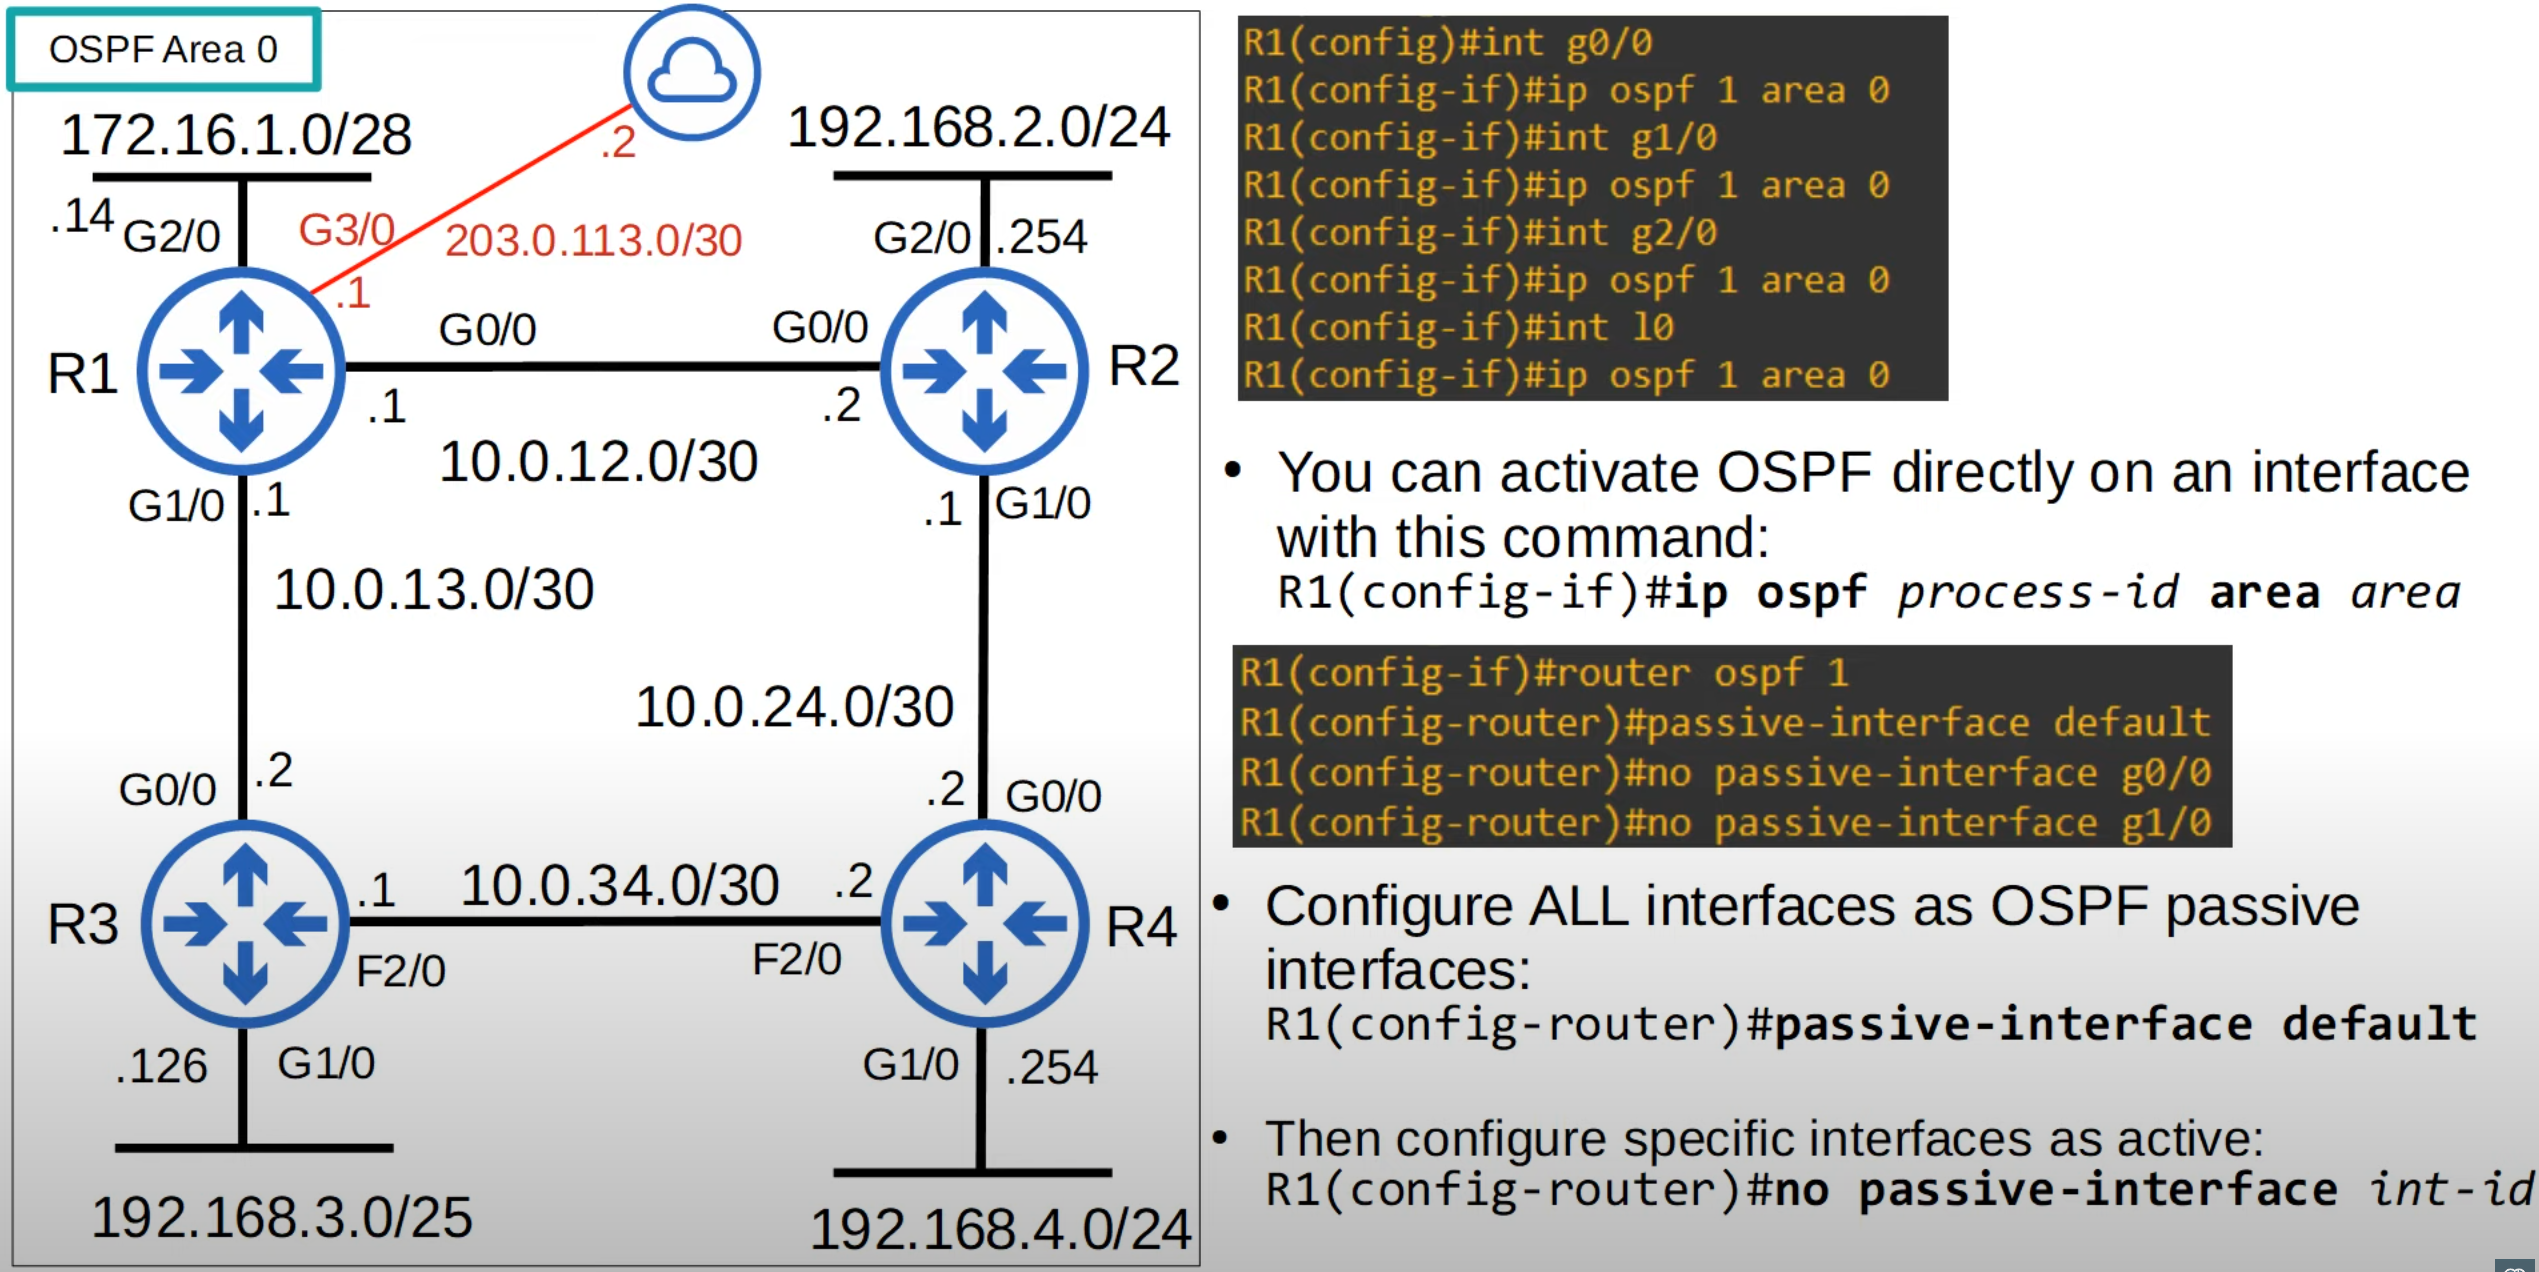 OSPF Area 0
172.16.1.0/28
192.168.2.0/24
.2
.14
G2/0
G3/0
203.0.113.0/30
G2/0
.254
.1
G0/0
G0/0
R1
R2
.1
.2
10.0.12.0/30
G1/0
.1
.1
G1/0
10.0.13.0/30
10.0.24.0/30
G0/0
.2
.2
G0/0
.1
10.0.34.0/30
.2
R3
R4
F2/0
F2/0
.126
G1/0
G1/0
.254
192.168.3.0/25
192.168.4.0/24
R1(config)#int g0/0
R1(config-if)#ip ospf 1 area 0
R1(config-if)#int g1/0
R1(config-if)#ip ospf 1 area 0
R1(config-if)#int g2/0
R1(config-if)#ip ospf 1 area 0
R1(config-if)#int l0
R1(config-if)#ip ospf 1 area 0
• You can activate OSPF directly on an interface
with this command:
R1(config-if)#ip ospf process-id area area
R1(config-if)#router ospf 1
R1(config-router)#passive-interface default
R1(config-router)#no passive-interface g0/0
R1(config-router)#no passive-interface g1/0
• Configure ALL interfaces as OSPF passive
interfaces:
R1(config-router)#passive-interface default
• Then configure specific interfaces as active:
R1(config-router)#no passive-interface int-id